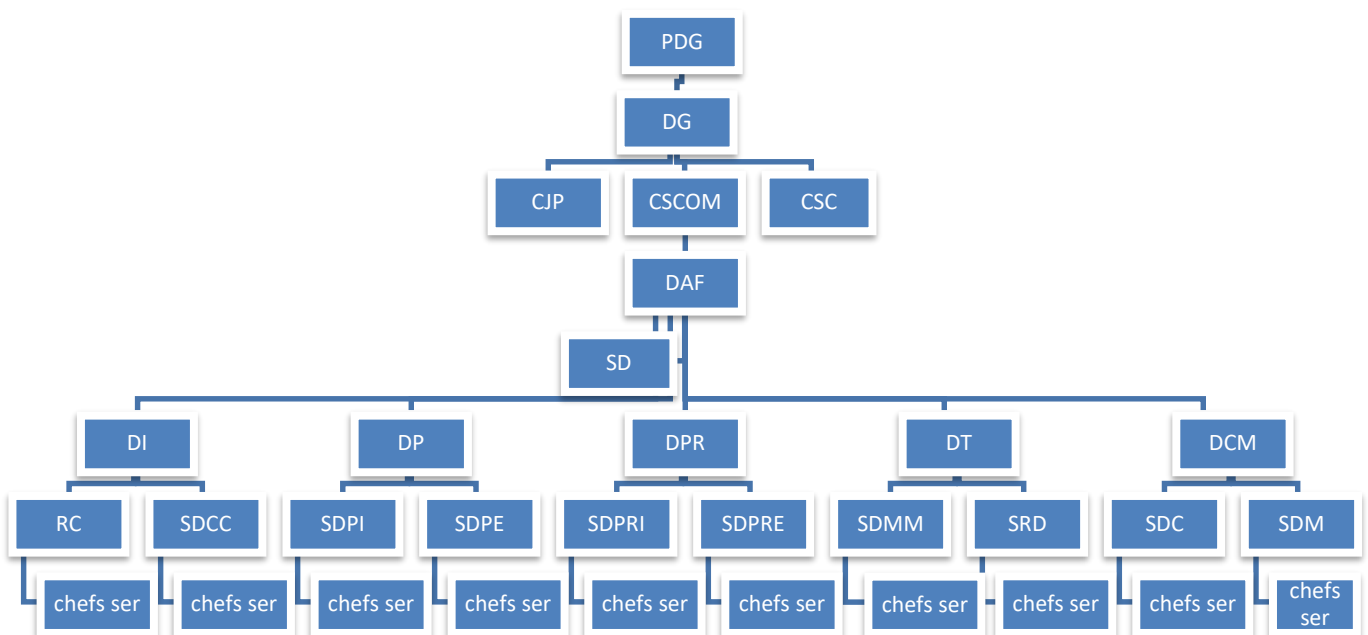 PDG
DG
CJP
CSCOM
CSC
DAF
SD
DI
DP
DPR
DT
DCM
RC
SDCC
SDPI
SDPE
SDPRI
SDPRE
SDMM
SRD
SDC
SDM
chefs ser
chefs ser
chefs ser
chefs ser
chefs ser
chefs ser
chefs ser
chefs ser
chefs ser
chefs
ser